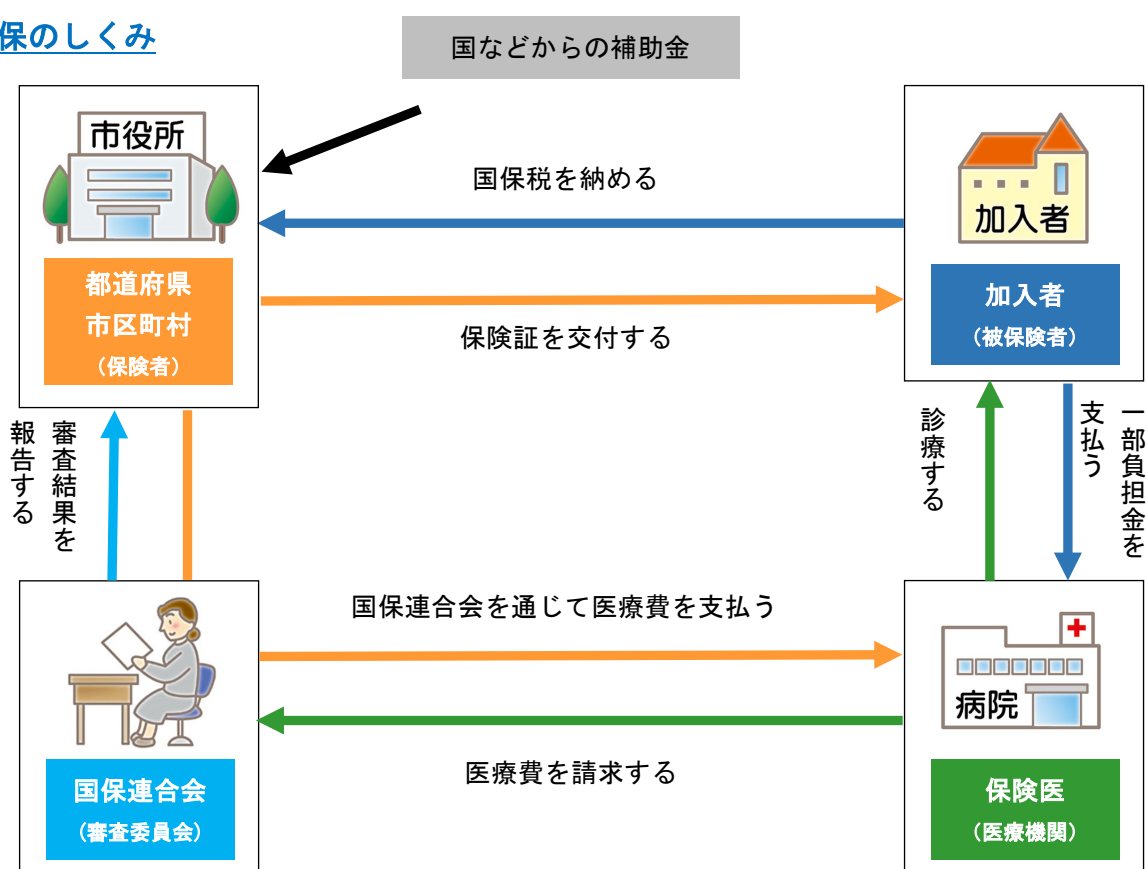 保のしくみ
国などからの補助金
市役所
国保税を納める
加入者
都道府県
市区町村
（保険者）
加入者
（被保険者）
保険証を交付する
審査結果を
報告する
診療する
一部負担金を
支払う
国保連合会を通じて医療費を支払う
病院
医療費を請求する
国保連合会
（審査委員会）
保険医
（医療機関）